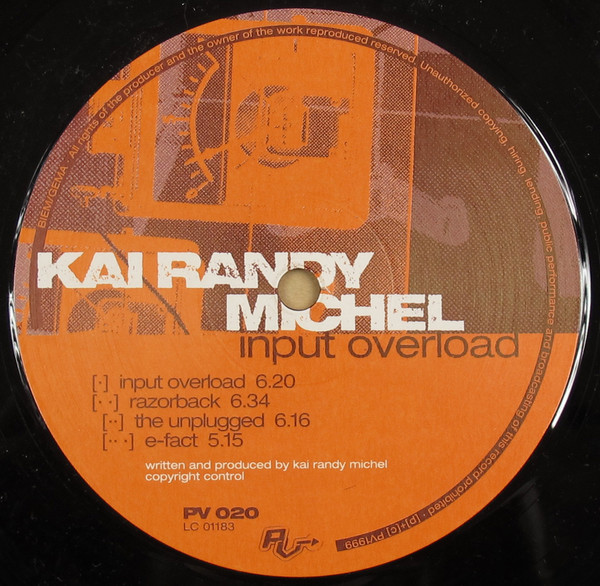 BIEM/GEMA · All rights of the producer and the owner of the work reproduced reserved. Unauthorized copying, hiring, lending, public performance and broadcasting of this record prohibited · [p]+[c] PV1999
KAI RANDY
MICHEL
input overload
[·] input overload 6.20
[· ·] razorback 6.34
[··] the unplugged 6.16
[·· ·] e-fact 5.15
written and produced by kai randy michel
copyright control
PV 020
LC 01183
PV